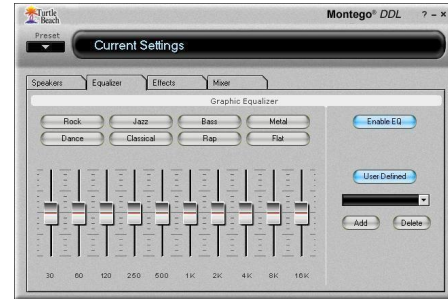 Turtle Beach
Montego® DDL ? – ×
Preset
Current Settings
Speakers Equalizer Effects Mixer
Graphic Equalizer
Rock Jazz Bass Metal Enable EQ
Dance Classical Rap Flat
User Defined
Add Delete
30 60 120 250 500 1K 2K 4K 8K 16K